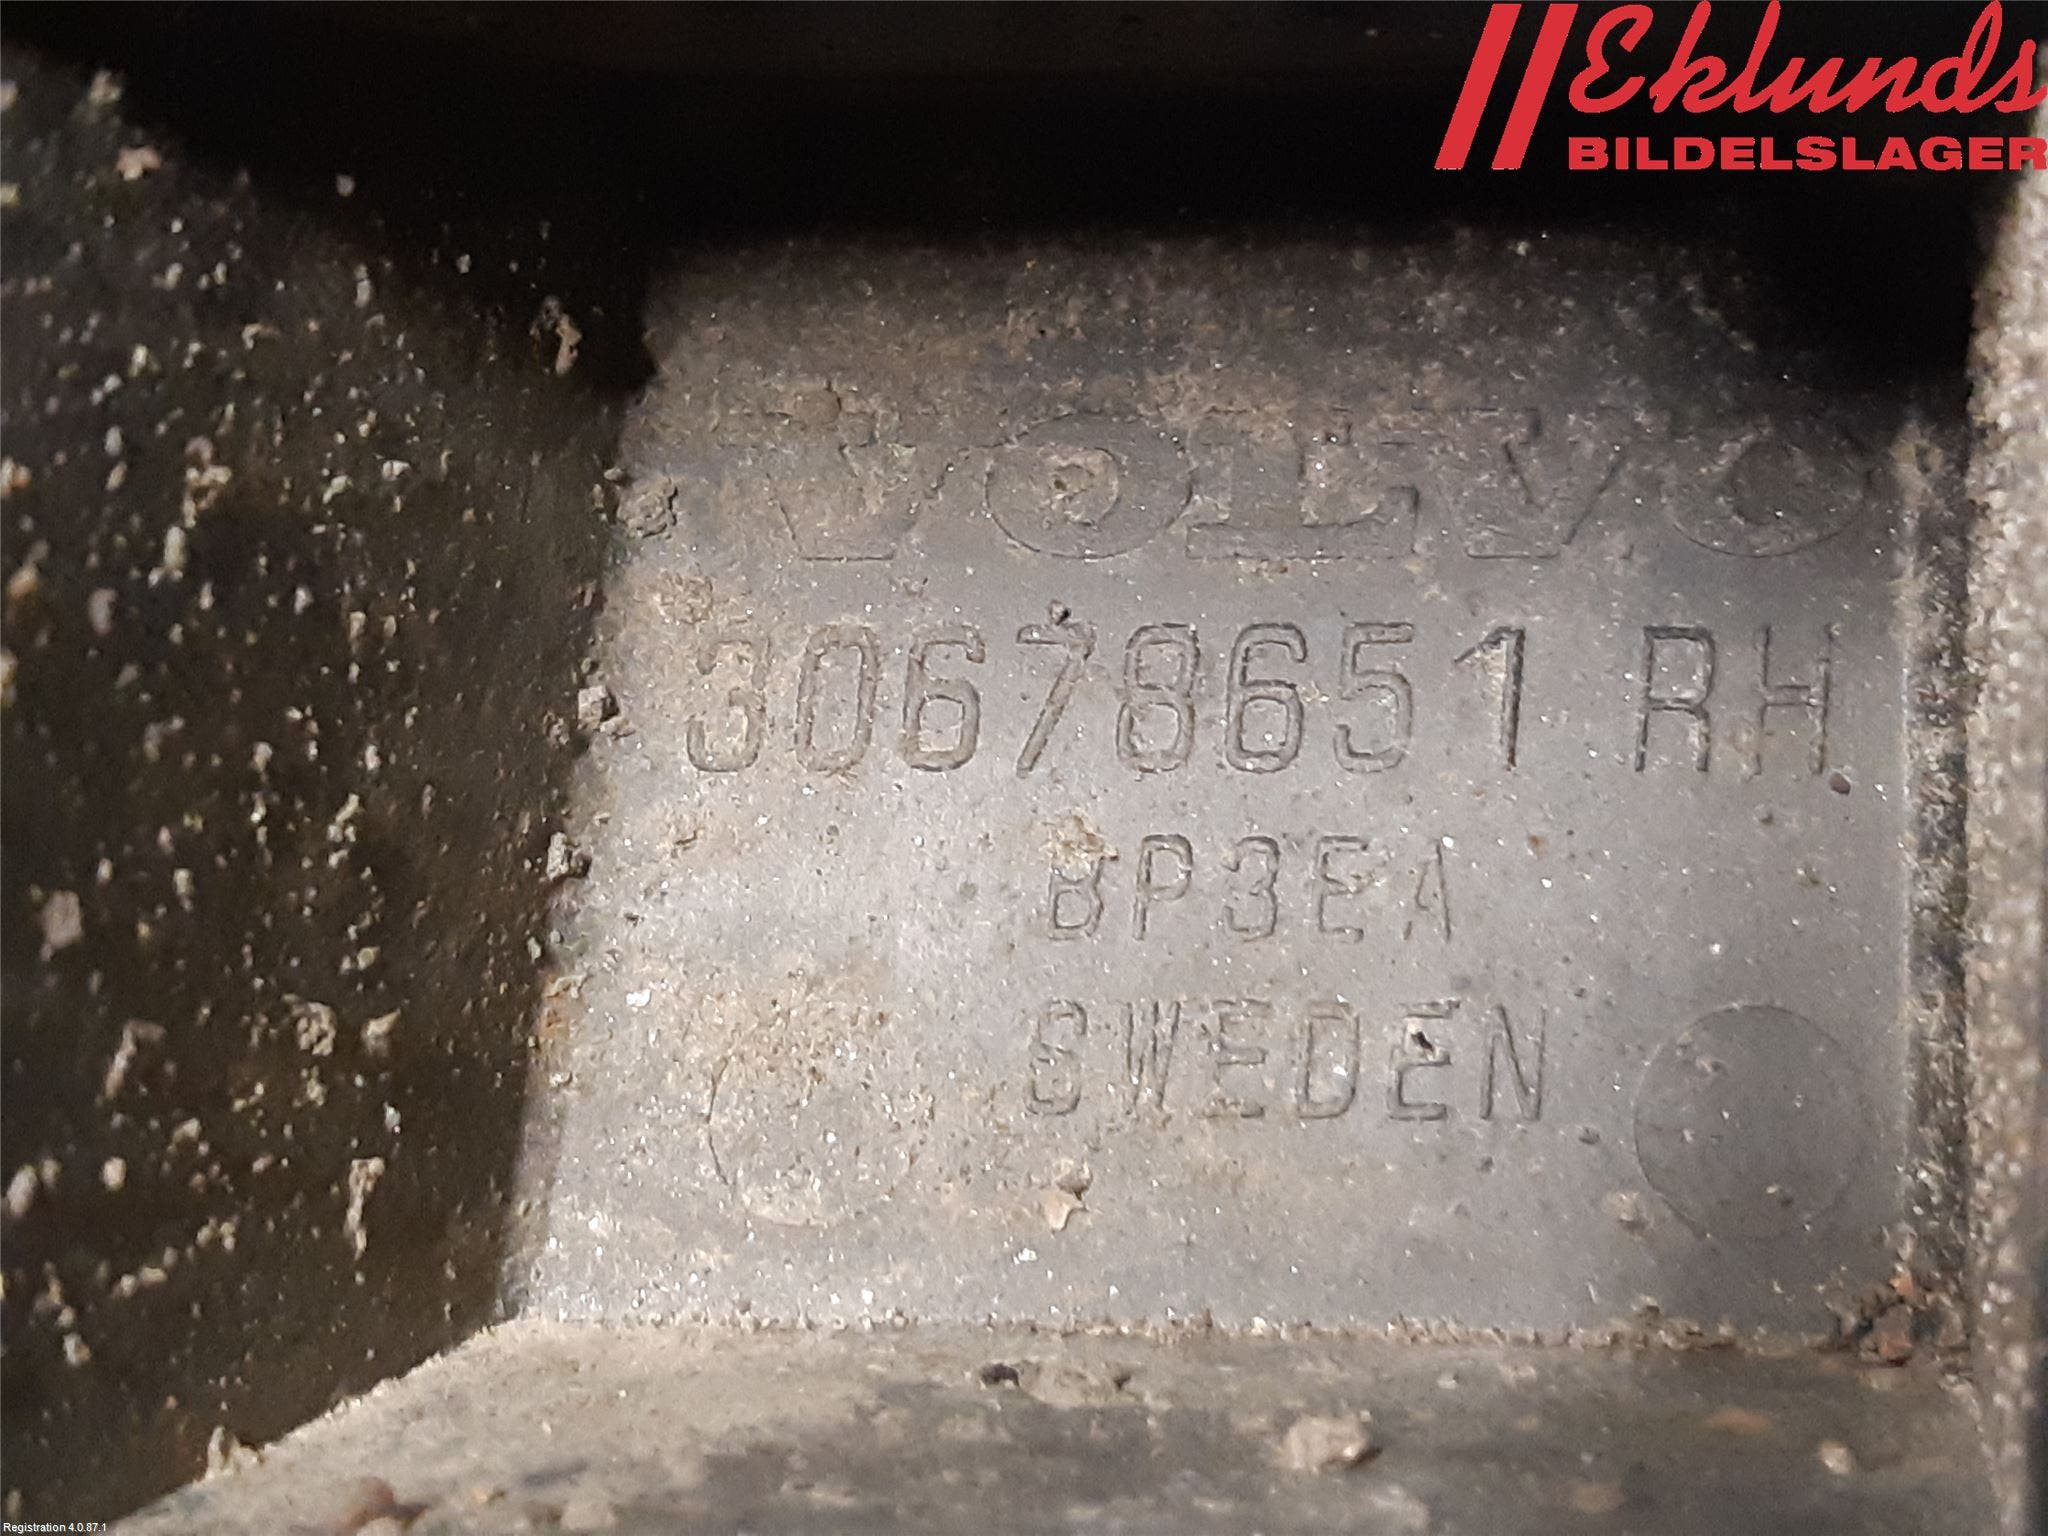 Eklunds
BILDELSLAGER
VOLVO
30678651 RH
BP3EA
SWEDEN
Registration 4.0.87.1